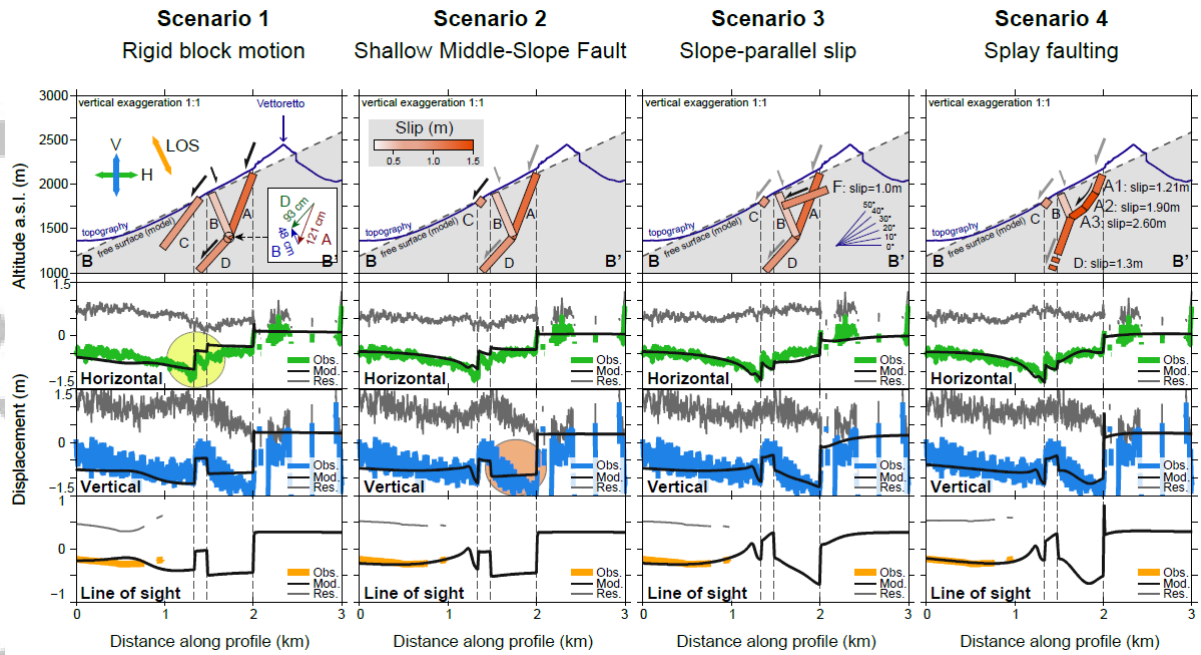 Scenario 1
Rigid block motion
Scenario 2
Shallow Middle-Slope Fault
Scenario 3
Slope-parallel slip
Scenario 4
Splay faulting
Altitude a.s.l. (m)
3000
2500
2000
1500
1000
vertical exaggeration 1:1
Vettoretto
V
H
LOS
topography
free surface (model)
A
B
C
D
D
93 cm
48 cm
121 cm
B
A
B
B'
vertical exaggeration 1:1
Slip (m)
0.5
1.0
1.5
topography
free surface (model)
C
B
A
D
B
B'
vertical exaggeration 1:1
F: slip=1.0m
50°
40°
30°
20°
10°
0°
topography
free surface (model)
C
B
A
D
B
B'
vertical exaggeration 1:1
A1: slip=1.21m
A2: slip=1.90m
A3: slip=2.60m
D: slip=1.3m
topography
free surface (model)
C
B
B
B'
Displacement (m)
1.5
0
−1.5
Horizontal
Obs.
Mod.
Res.
Horizontal
Obs.
Mod.
Res.
Horizontal
Obs.
Mod.
Res.
Horizontal
Obs.
Mod.
Res.
1.5
0
−1.5
Vertical
Obs.
Mod.
Res.
Vertical
Obs.
Mod.
Res.
Vertical
Obs.
Mod.
Res.
Vertical
Obs.
Mod.
Res.
1
0
−1
Line of sight
Obs.
Mod.
Res.
Line of sight
Obs.
Mod.
Res.
Line of sight
Obs.
Mod.
Res.
Line of sight
Obs.
Mod.
Res.
0 1 2 3
0 1 2 3
0 1 2 3
0 1 2 3
Distance along profile (km)
Distance along profile (km)
Distance along profile (km)
Distance along profile (km)